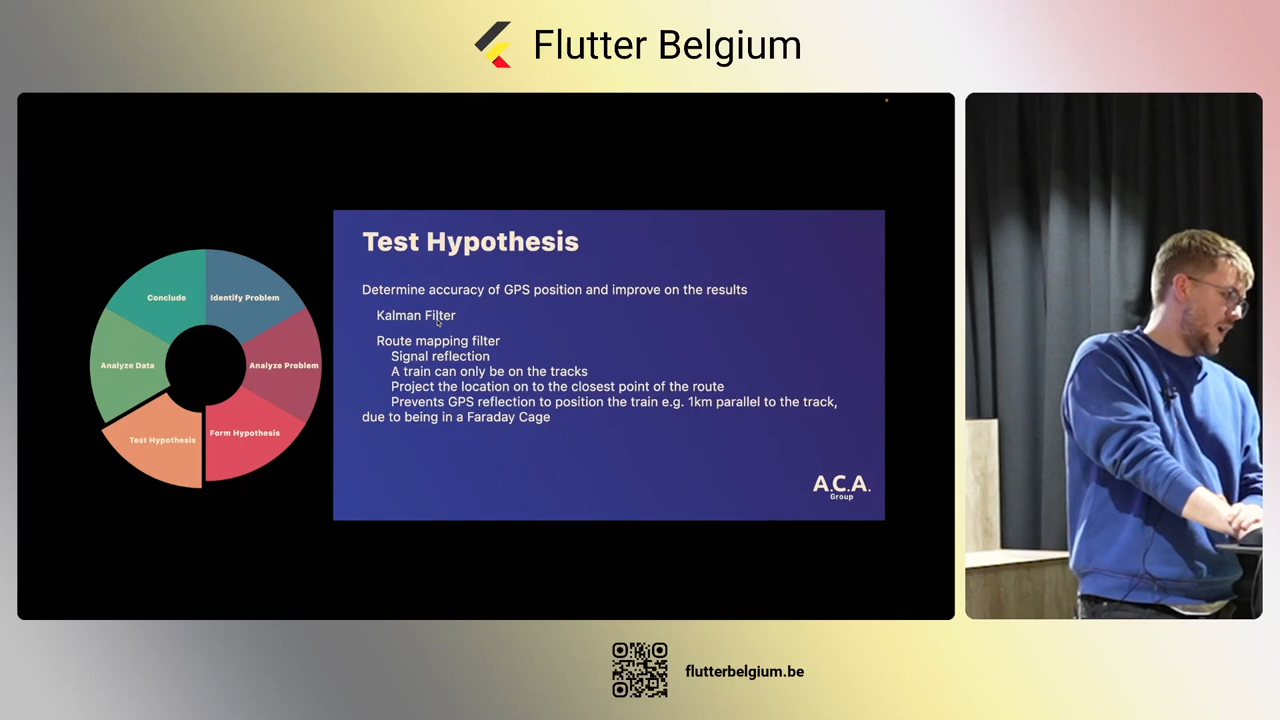 Flutter Belgium
Test Hypothesis
Determine accuracy of GPS position and improve on the results
Kalman Filter
Route mapping filter
Signal reflection
A train can only be on the tracks
Project the location on to the closest point of the route
Prevents GPS reflection to position the train e.g. 1km parallel to the track,
due to being in a Faraday Cage
A.C.A.
Group
Conclude
Identify Problem
Analyze Data
Analyze Problem
Test Hypothesis
Form Hypothesis
flutterbelgium.be